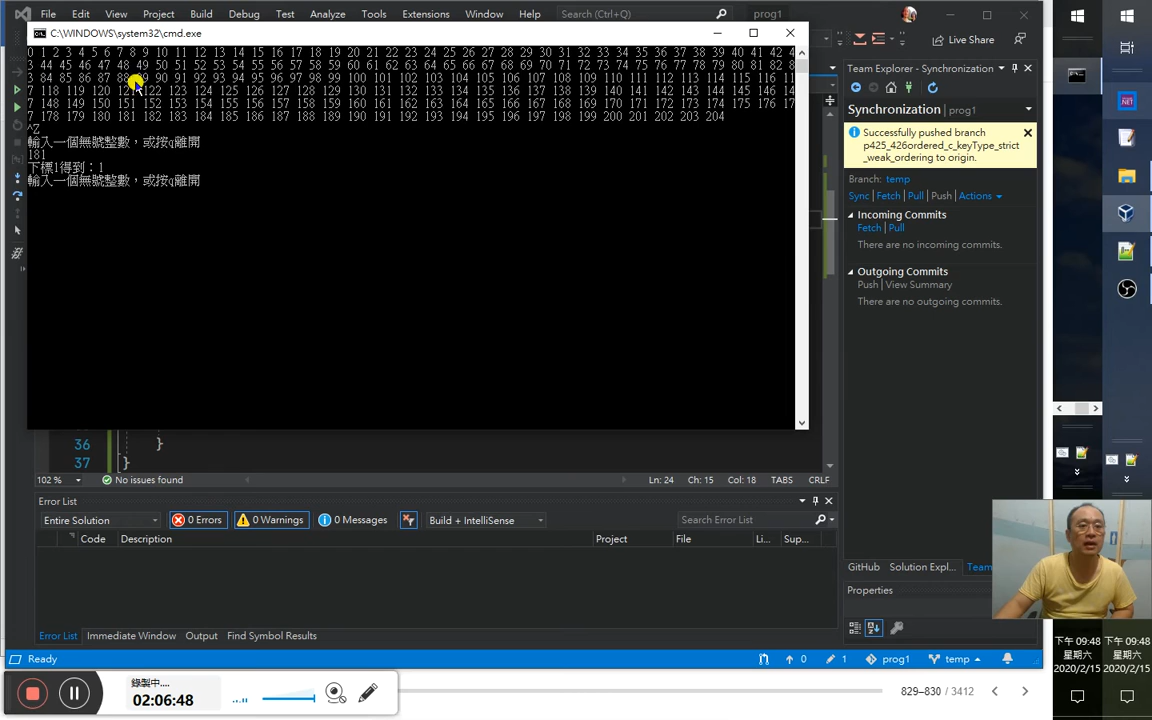 File Edit View Project Build Debug Test Analyze Tools Extensions Window Help Search (Ctrl+Q) prog1
C:\WINDOWS\system32\cmd.exe
0 1 2 3 4 5 6 7 8 9 10 11 12 13 14 15 16 17 18 19 20 21 22 23 24 25 26 27 28 29 30 31 32 33 34 35 36 37 38 39 40 41 42 4
3 44 45 46 47 48 49 50 51 52 53 54 55 56 57 58 59 60 61 62 63 64 65 66 67 68 69 70 71 72 73 74 75 76 77 78 79 80 81 82 8
3 84 85 86 87 88 90 91 92 93 94 95 96 97 98 99 100 101 102 103 104 105 106 107 108 109 110 111 112 113 114 115 116 11
7 118 119 120 121 122 123 124 125 126 127 128 129 130 131 132 133 134 135 136 137 138 139 140 141 142 143 144 145 146 14
7 148 149 150 151 152 153 154 155 156 157 158 159 160 161 162 163 164 165 166 167 168 169 170 171 172 173 174 175 176 17
7 178 179 180 181 182 183 184 185 186 187 188 189 190 191 192 193 194 195 196 197 198 199 200 201 202 203 204
^Z
輸入一個無號整數，或按q離開
181
下標1得到：1
輸入一個無號整數，或按q離開
Live Share
Team Explorer - Synchronization
Synchronization prog1
Successfully pushed branch
p425_426ordered_c_keyType_strict
_weak_ordering to origin.
Branch: temp
Sync Fetch Pull Push Actions
Incoming Commits
Fetch Pull
There are no incoming commits.
Outgoing Commits
Push View Summary
There are no outgoing commits.
36 }
37 }
102 % No issues found Ln: 24 Ch: 15 Col: 18 TABS CRLF
Error List
Entire Solution 0 Errors 0 Warnings 0 Messages Build + IntelliSense Search Error List
Code Description Project File Li... Sup...
GitHub Solution Expl... Team
Properties
Error List Immediate Window Output Find Symbol Results
Ready 0 1 prog1 temp
錄製中....
02:06:48
829–830 / 3412
下午 09:48
星期六
2020/2/15
下午 09:48
星期六
2020/2/15
.NET